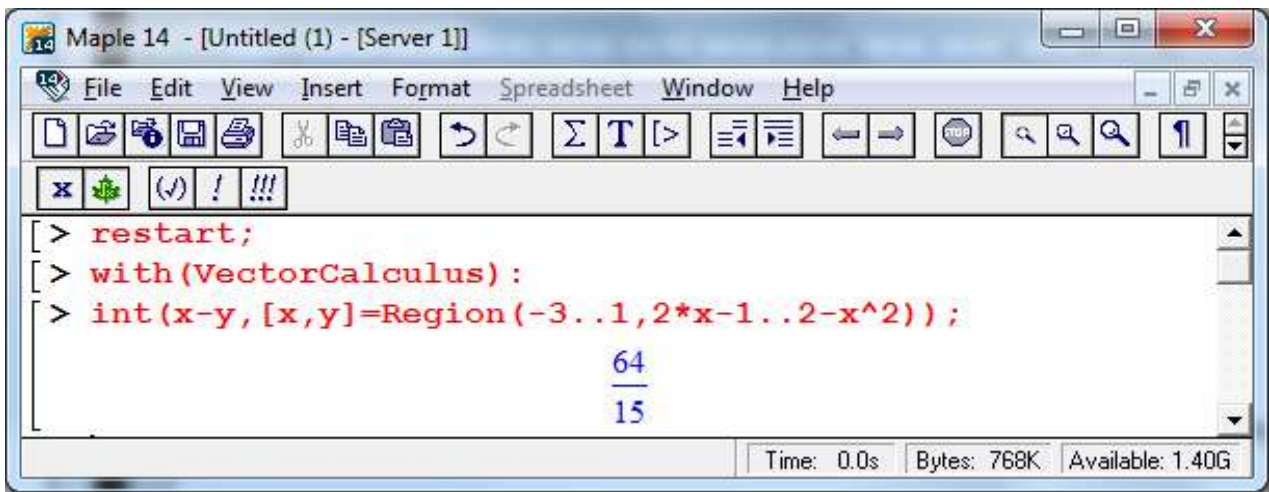 Maple 14 - [Untitled (1) - [Server 1]]
File Edit View Insert Format Spreadsheet Window Help
Σ T [> STOP ¶
x (√) ! !!!
[> restart;
[> with(VectorCalculus):
[> int(x-y,[x,y]=Region(-3..1,2*x-1..2-x^2));
64
15
Time: 0.0s Bytes: 768K Available: 1.40G